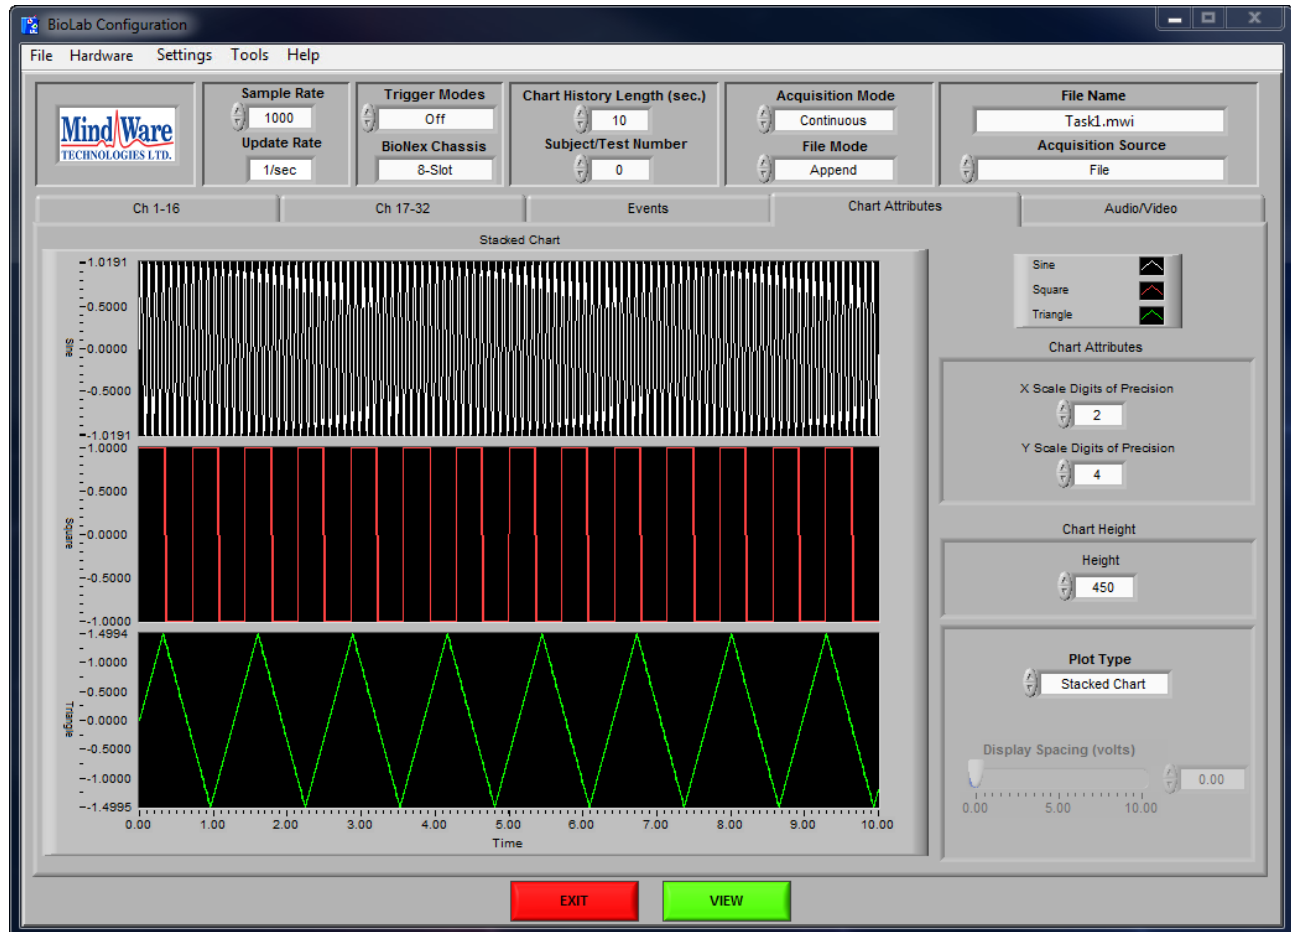 BioLab Configuration
File Hardware Settings Tools Help
MindWare
TECHNOLOGIES LTD.
Sample Rate
1000
Update Rate
1/sec
Trigger Modes
Off
BioNex Chassis
8-Slot
Chart History Length (sec.)
10
Subject/Test Number
0
Acquisition Mode
Continuous
File Mode
Append
File Name
Task1.mwi
Acquisition Source
File
Ch 1-16 Ch 17-32 Events Chart Attributes Audio/Video
Stacked Chart
1.0191
0.5000
0.0000
-0.5000
-1.0191
Sine
1.0000
0.5000
0.0000
-0.5000
-1.0000
Square
1.4994
1.0000
0.5000
0.0000
-0.5000
-1.0000
-1.4995
Triangle
0.00 1.00 2.00 3.00 4.00 5.00 6.00 7.00 8.00 9.00 10.00
Time
Sine
Square
Triangle
Chart Attributes
X Scale Digits of Precision
2
Y Scale Digits of Precision
4
Chart Height
Height
450
Plot Type
Stacked Chart
Display Spacing (volts)
0.00
0.00 5.00 10.00
EXIT VIEW